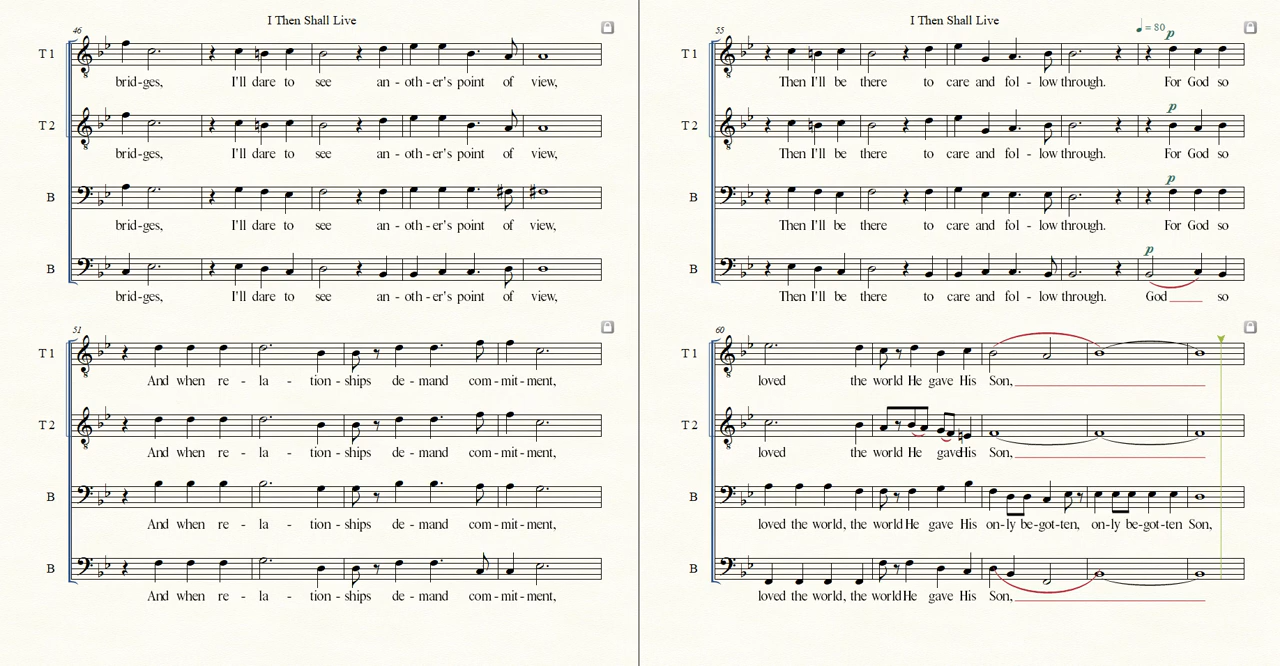 I Then Shall Live
46
T 1
brid-ges, I'll dare to see an - oth - er's point of view,
T 2
brid-ges, I'll dare to see an - oth - er's point of view,
B
brid-ges, I'll dare to see an - oth - er's point of view,
B
brid-ges, I'll dare to see an - oth - er's point of view,
51
T 1
And when re - la - tion - ships de - mand com - mit - ment,
T 2
And when re - la - tion - ships de - mand com - mit - ment,
B
And when re - la - tion - ships de - mand com - mit - ment,
B
And when re - la - tion - ships de - mand com - mit - ment,
I Then Shall Live
55
♩ = 80
p
T 1
Then I'll be there to care and fol - low through. For God so
p
T 2
Then I'll be there to care and fol - low through. For God so
p
B
Then I'll be there to care and fol - low through. For God so
p
B
Then I'll be there to care and fol - low through. God so
60
T 1
loved the world He gave His Son,
T 2
loved the world He gave His Son,
B
loved the world, the world He gave His on-ly be-got-ten, on-ly be-got-ten Son,
B
loved the world, the world He gave His Son,